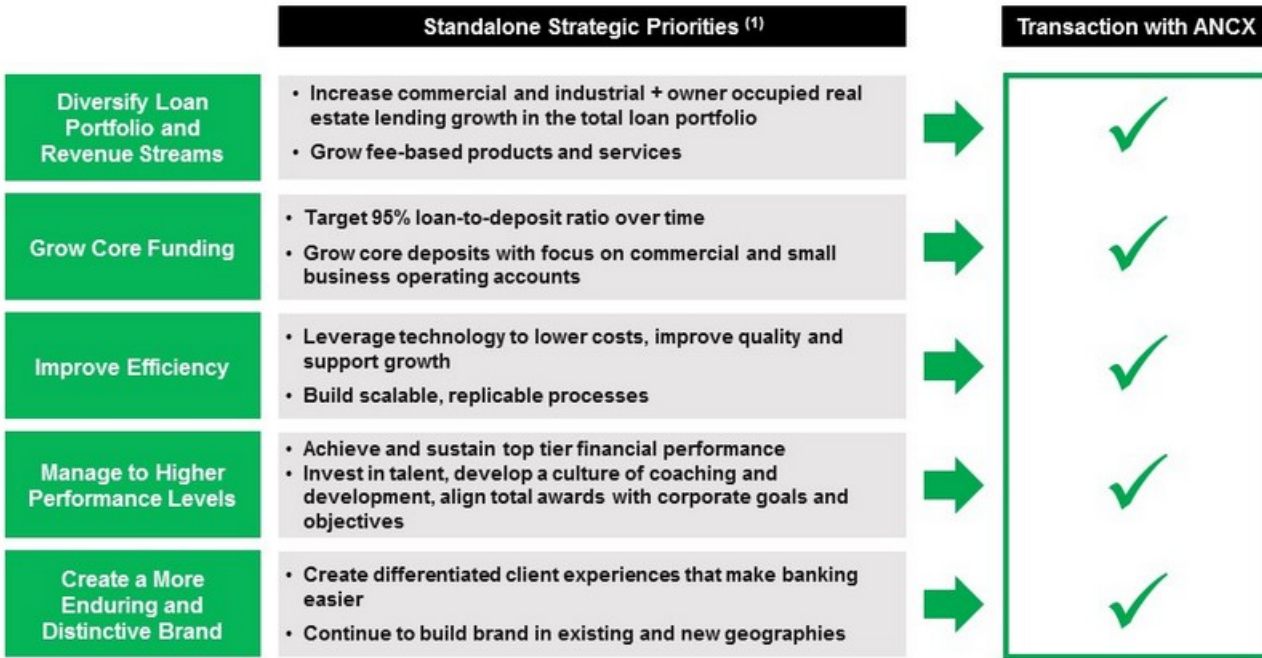 Standalone Strategic Priorities (1)
Transaction with ANCX
Diversify Loan
Portfolio and
Revenue Streams
• Increase commercial and industrial + owner occupied real
estate lending growth in the total loan portfolio
• Grow fee-based products and services
Grow Core Funding
• Target 95% loan-to-deposit ratio over time
• Grow core deposits with focus on commercial and small
business operating accounts
Improve Efficiency
• Leverage technology to lower costs, improve quality and
support growth
• Build scalable, replicable processes
Manage to Higher
Performance Levels
• Achieve and sustain top tier financial performance
• Invest in talent, develop a culture of coaching and
development, align total awards with corporate goals and
objectives
Create a More
Enduring and
Distinctive Brand
• Create differentiated client experiences that make banking
easier
• Continue to build brand in existing and new geographies